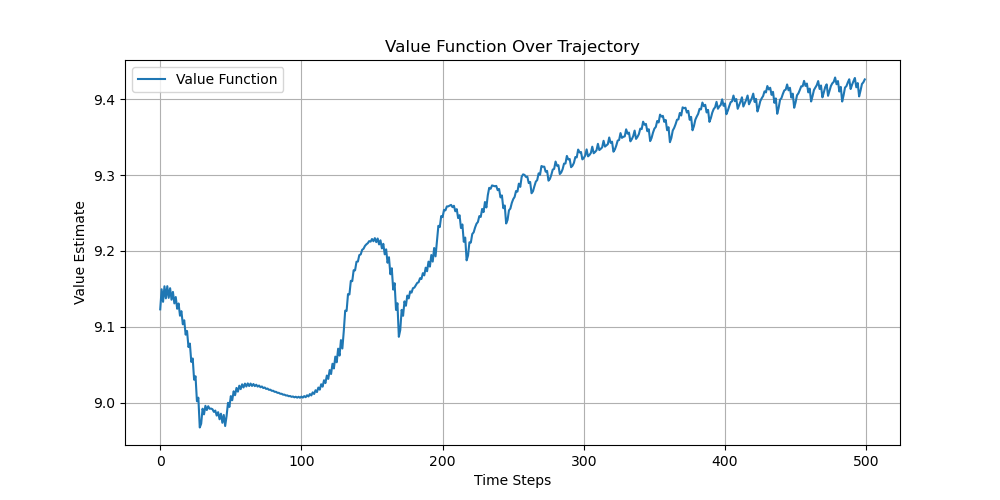 Value Function Over Trajectory
Value Function
Value Estimate
9.4
9.3
9.2
9.1
9.0
0 100 200 300 400 500
Time Steps